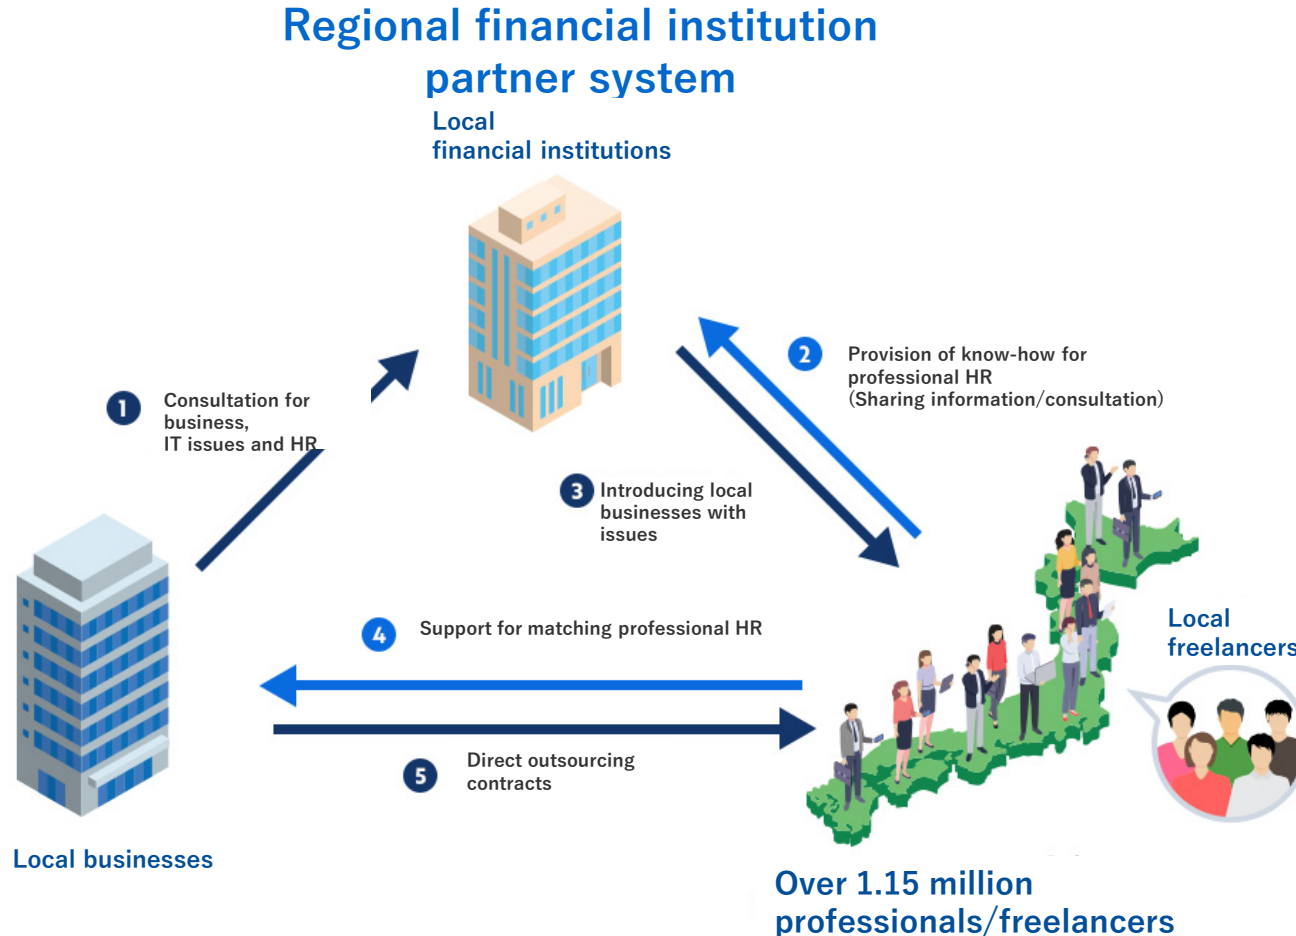 Regional financial institution
partner system
Local
financial institutions
1
Consultation for
business,
IT issues and HR
2
Provision of know-how for
professional HR
(Sharing information/consultation)
3
Introducing local
businesses with
issues
4
Support for matching professional HR
5
Direct outsourcing
contracts
Local
freelancers
Local businesses
Over 1.15 million
professionals/freelancers